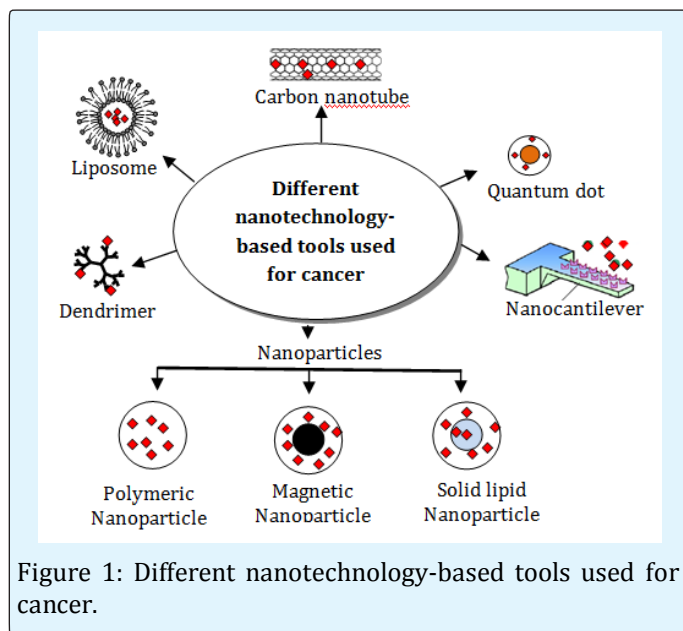 Carbon nanotube
Liposome
Different
nanotechnology-
based tools used
for cancer
Quantum dot
Dendrimer
Nanocantilever
Nanoparticles
Polymeric
Nanoparticle
Magnetic
Nanoparticle
Solid lipid
Nanoparticle
Figure 1: Different nanotechnology-based tools used for
cancer.